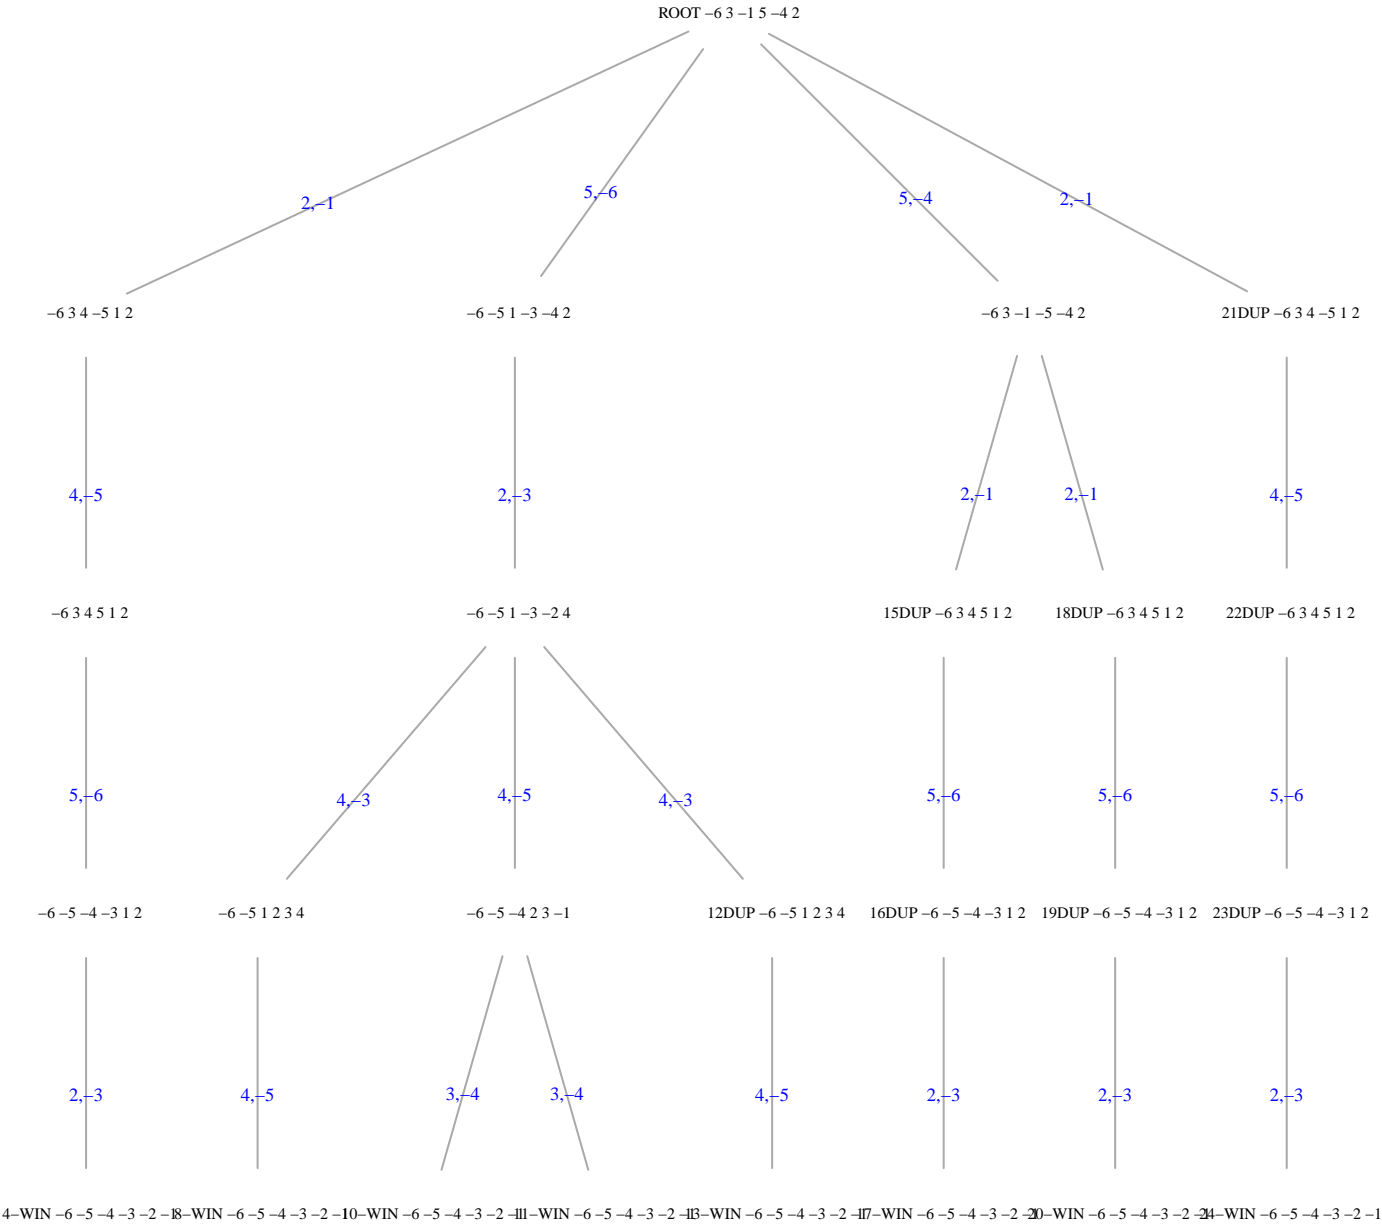 ROOT –6 3 –1 5 –4 2
2,–1
5,–6
5,–4
2,–1
–6 3 4 –5 1 2
–6 –5 1 –3 –4 2
–6 3 –1 –5 –4 2
21DUP –6 3 4 –5 1 2
4,–5
2,–3
2,–1
2,–1
4,–5
–6 3 4 5 1 2
–6 –5 1 –3 –2 4
15DUP –6 3 4 5 1 2
18DUP –6 3 4 5 1 2
22DUP –6 3 4 5 1 2
5,–6
4,–3
4,–5
4,–3
5,–6
5,–6
5,–6
–6 –5 –4 –3 1 2
–6 –5 1 2 3 4
–6 –5 –4 2 3 –1
12DUP –6 –5 1 2 3 4
16DUP –6 –5 –4 –3 1 2
19DUP –6 –5 –4 –3 1 2
23DUP –6 –5 –4 –3 1 2
2,–3
4,–5
3,–4
3,–4
4,–5
2,–3
2,–3
2,–3
4–WIN –6 –5 –4 –3 –2 –1
8–WIN –6 –5 –4 –3 –2 –1
10–WIN –6 –5 –4 –3 –2 –1
11–WIN –6 –5 –4 –3 –2 –1
13–WIN –6 –5 –4 –3 –2 –1
17–WIN –6 –5 –4 –3 –2 –1
20–WIN –6 –5 –4 –3 –2 –1
24–WIN –6 –5 –4 –3 –2 –1